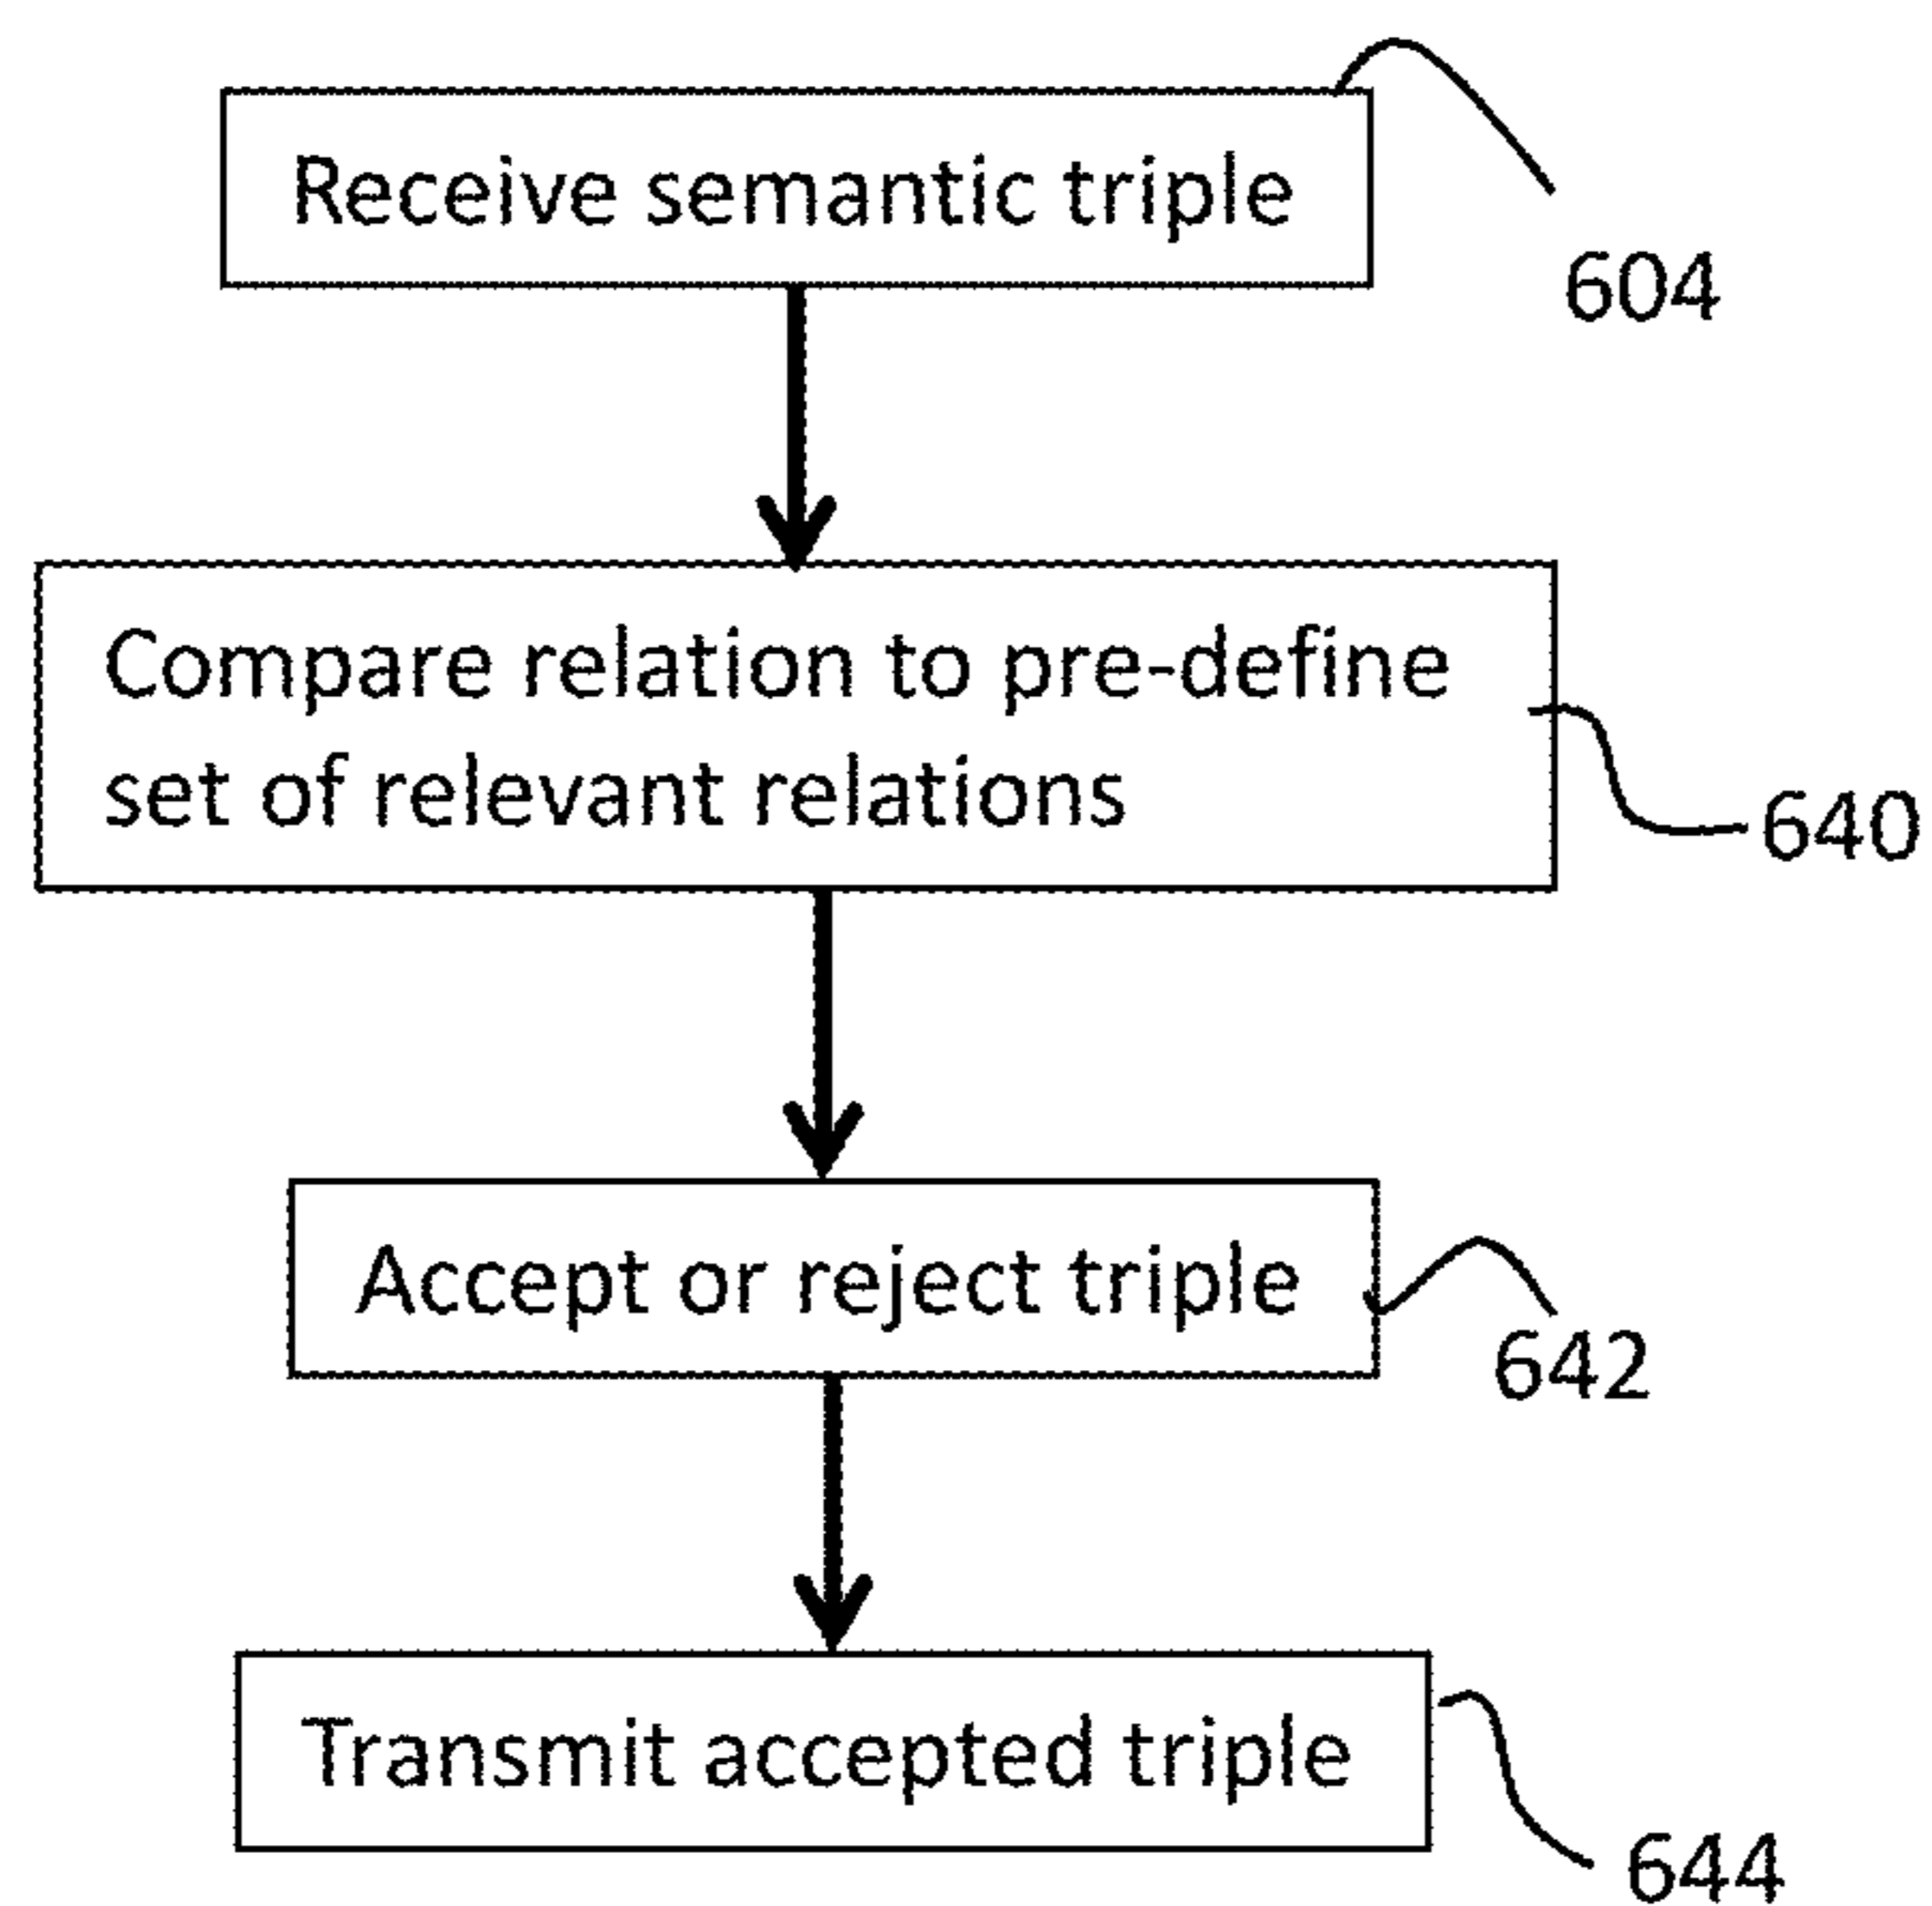 Receive semantic triple
604
Compare relation to pre-define
set of relevant relations
640
Accept or reject triple
642
Transmit accepted triple
644